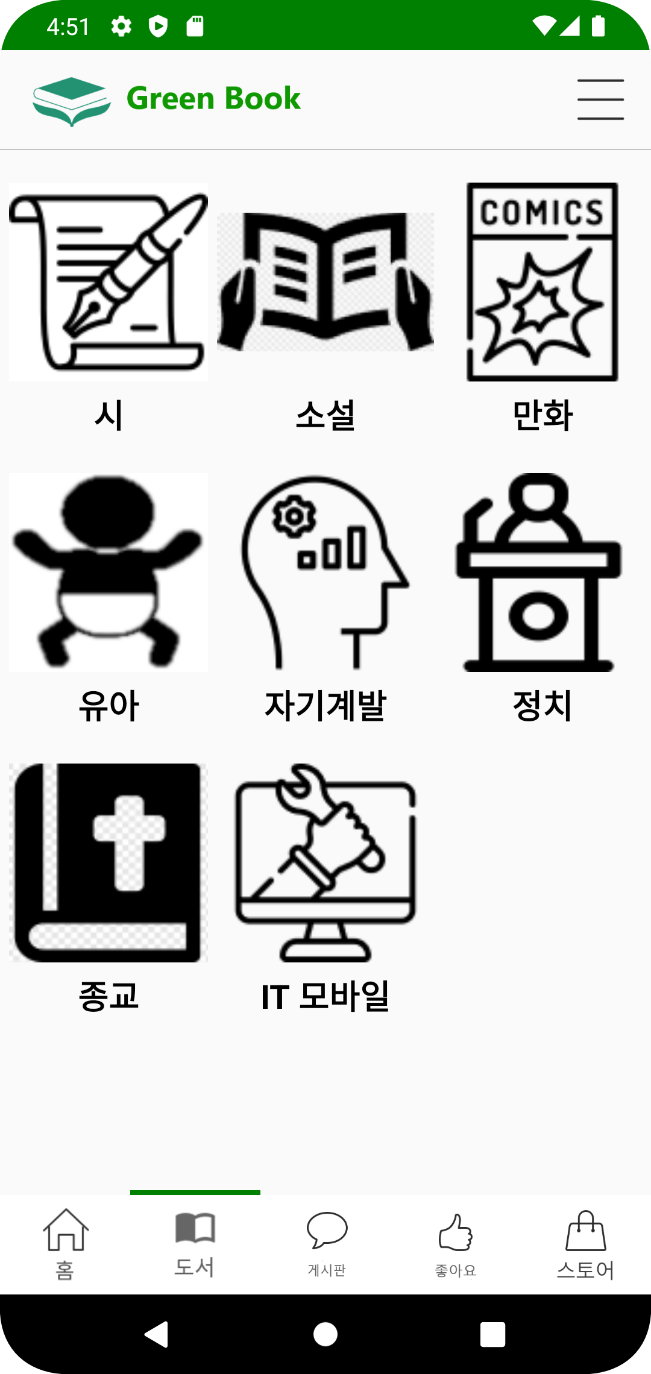 4:51
Green Book
COMICS
시
소설
만화
유아
자기계발
정치
종교
IT 모바일
홈
도서
게시판
좋아요
스토어